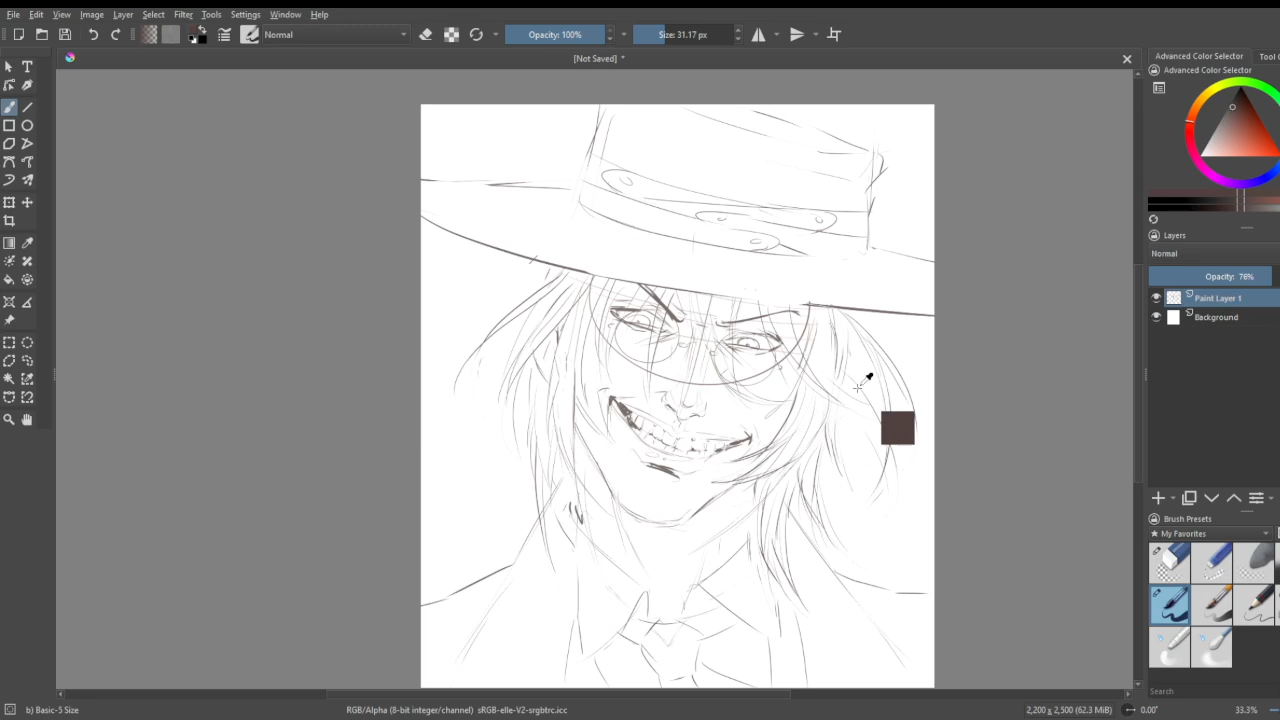 File Edit View Image Layer Select Filter Tools Settings Window Help
Normal Opacity: 100% Size: 31.17 px
[Not Saved] *
Advanced Color Selector
Advanced Color Selector
Layers
Normal
Opacity: 76%
Paint Layer 1
Background
Brush Presets
My Favorites
Search
b) Basic-5 Size RGB/Alpha (8-bit integer/channel) sRGB-elle-V2-srgbtrc.icc 2,200 x 2,500 (62.3 MiB) 0.00° 33.3%